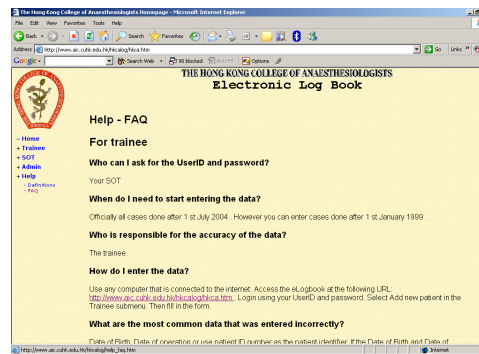 The Hong Kong College of Anaesthesiologists Homepage - Microsoft Internet Explorer
File Edit View Favorites Tools Help
Back Search Favorites
Address http://www.aic.cuhk.edu.hk/hkcalog/hkca.htm Go Links »
Google Search Web 90 blocked AutoFill Options
THE HONG KONG COLLEGE OF ANAESTHESIOLOGISTS
Electronic Log Book
Help - FAQ
– Home
+ Trainee
+ SOT
+ Admin
+ Help
- Definitions
- FAQ
For trainee
Who can I ask for the UserID and password?
Your SOT
When do I need to start entering the data?
Officially all cases done after 1 st July 2004 . However you can enter cases done after 1 st January 1999 .
Who is responsible for the accuracy of the data?
The trainee.
How do I enter the data?
Use any computer that is connected to the internet. Access the eLogbook at the following URL:
http://www.aic.cuhk.edu.hk/hkcalog/hkca.htm . Login using your UserID and password. Select Add new patient in the
Trainee submenu. Then fill in the form.
What are the most common data that was entered incorrectly?
Date of Birth, Date of operation or use patient ID number as the patient identifier. If the Date of Birth and Date of
http://www.aic.cuhk.edu.hk/hkcalog/help_faq.htm Internet